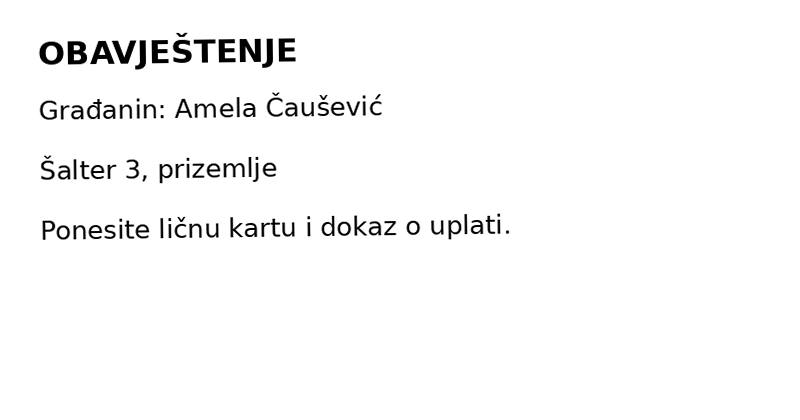 OBAVJEŠTENJE
Građanin: Amela Čaušević
Šalter 3, prizemlje
Ponesite ličnu kartu i dokaz o uplati.